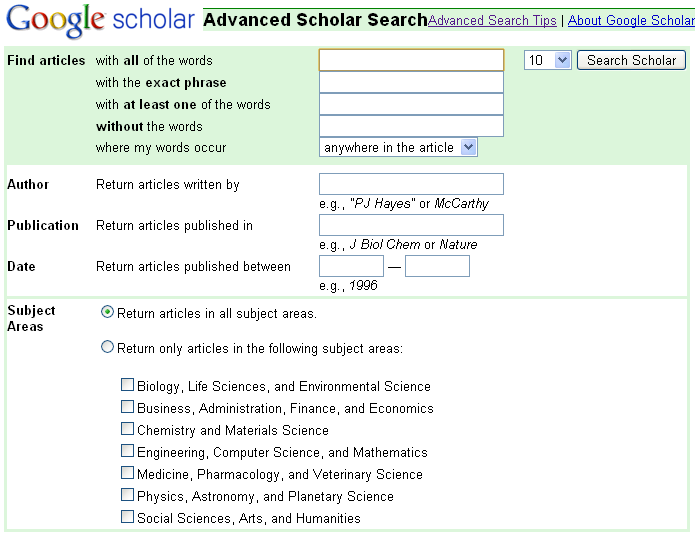 Google scholar Advanced Scholar Search Advanced Search Tips | About Google Scholar
Find articles with all of the words 10 Search Scholar
with the exact phrase
with at least one of the words
without the words
where my words occur anywhere in the article
Author Return articles written by
e.g., "PJ Hayes" or McCarthy
Publication Return articles published in
e.g., J Biol Chem or Nature
Date Return articles published between —
e.g., 1996
Subject Areas
Return articles in all subject areas.
Return only articles in the following subject areas:
Biology, Life Sciences, and Environmental Science
Business, Administration, Finance, and Economics
Chemistry and Materials Science
Engineering, Computer Science, and Mathematics
Medicine, Pharmacology, and Veterinary Science
Physics, Astronomy, and Planetary Science
Social Sciences, Arts, and Humanities